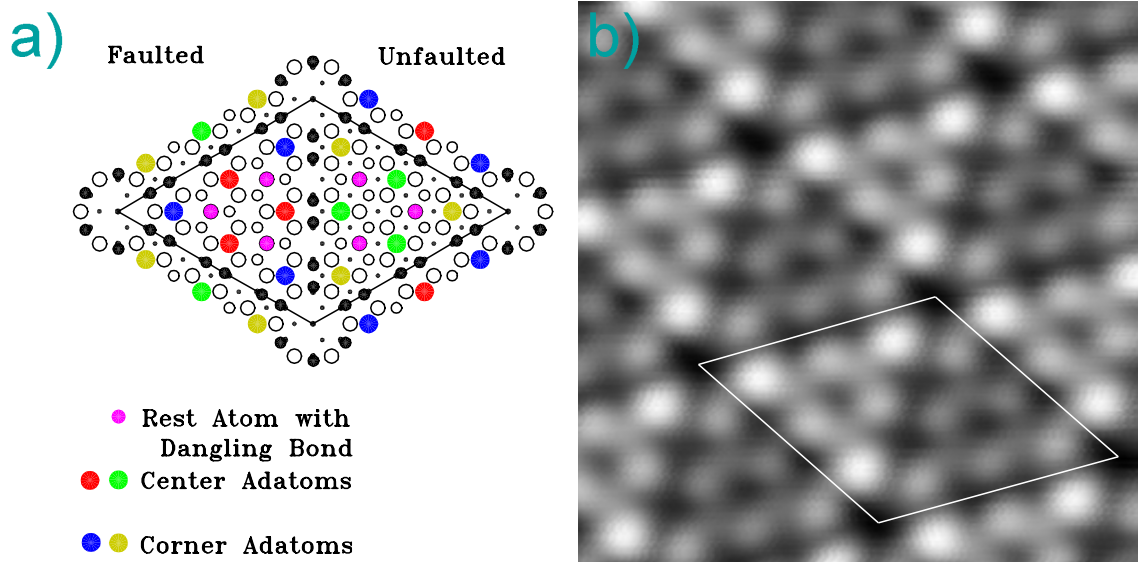 a)
Faulted
Unfaulted
Rest Atom with
Dangling Bond
Center Adatoms
Corner Adatoms
b)